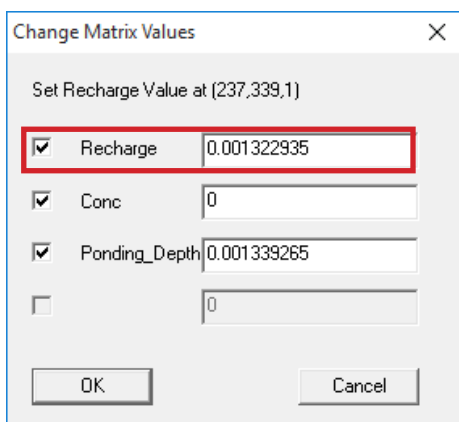 Change Matrix Values
Set Recharge Value at (237,339,1)
Recharge 0.001322935
Conc 0
Ponding_Depth 0.001339265
0
OK Cancel